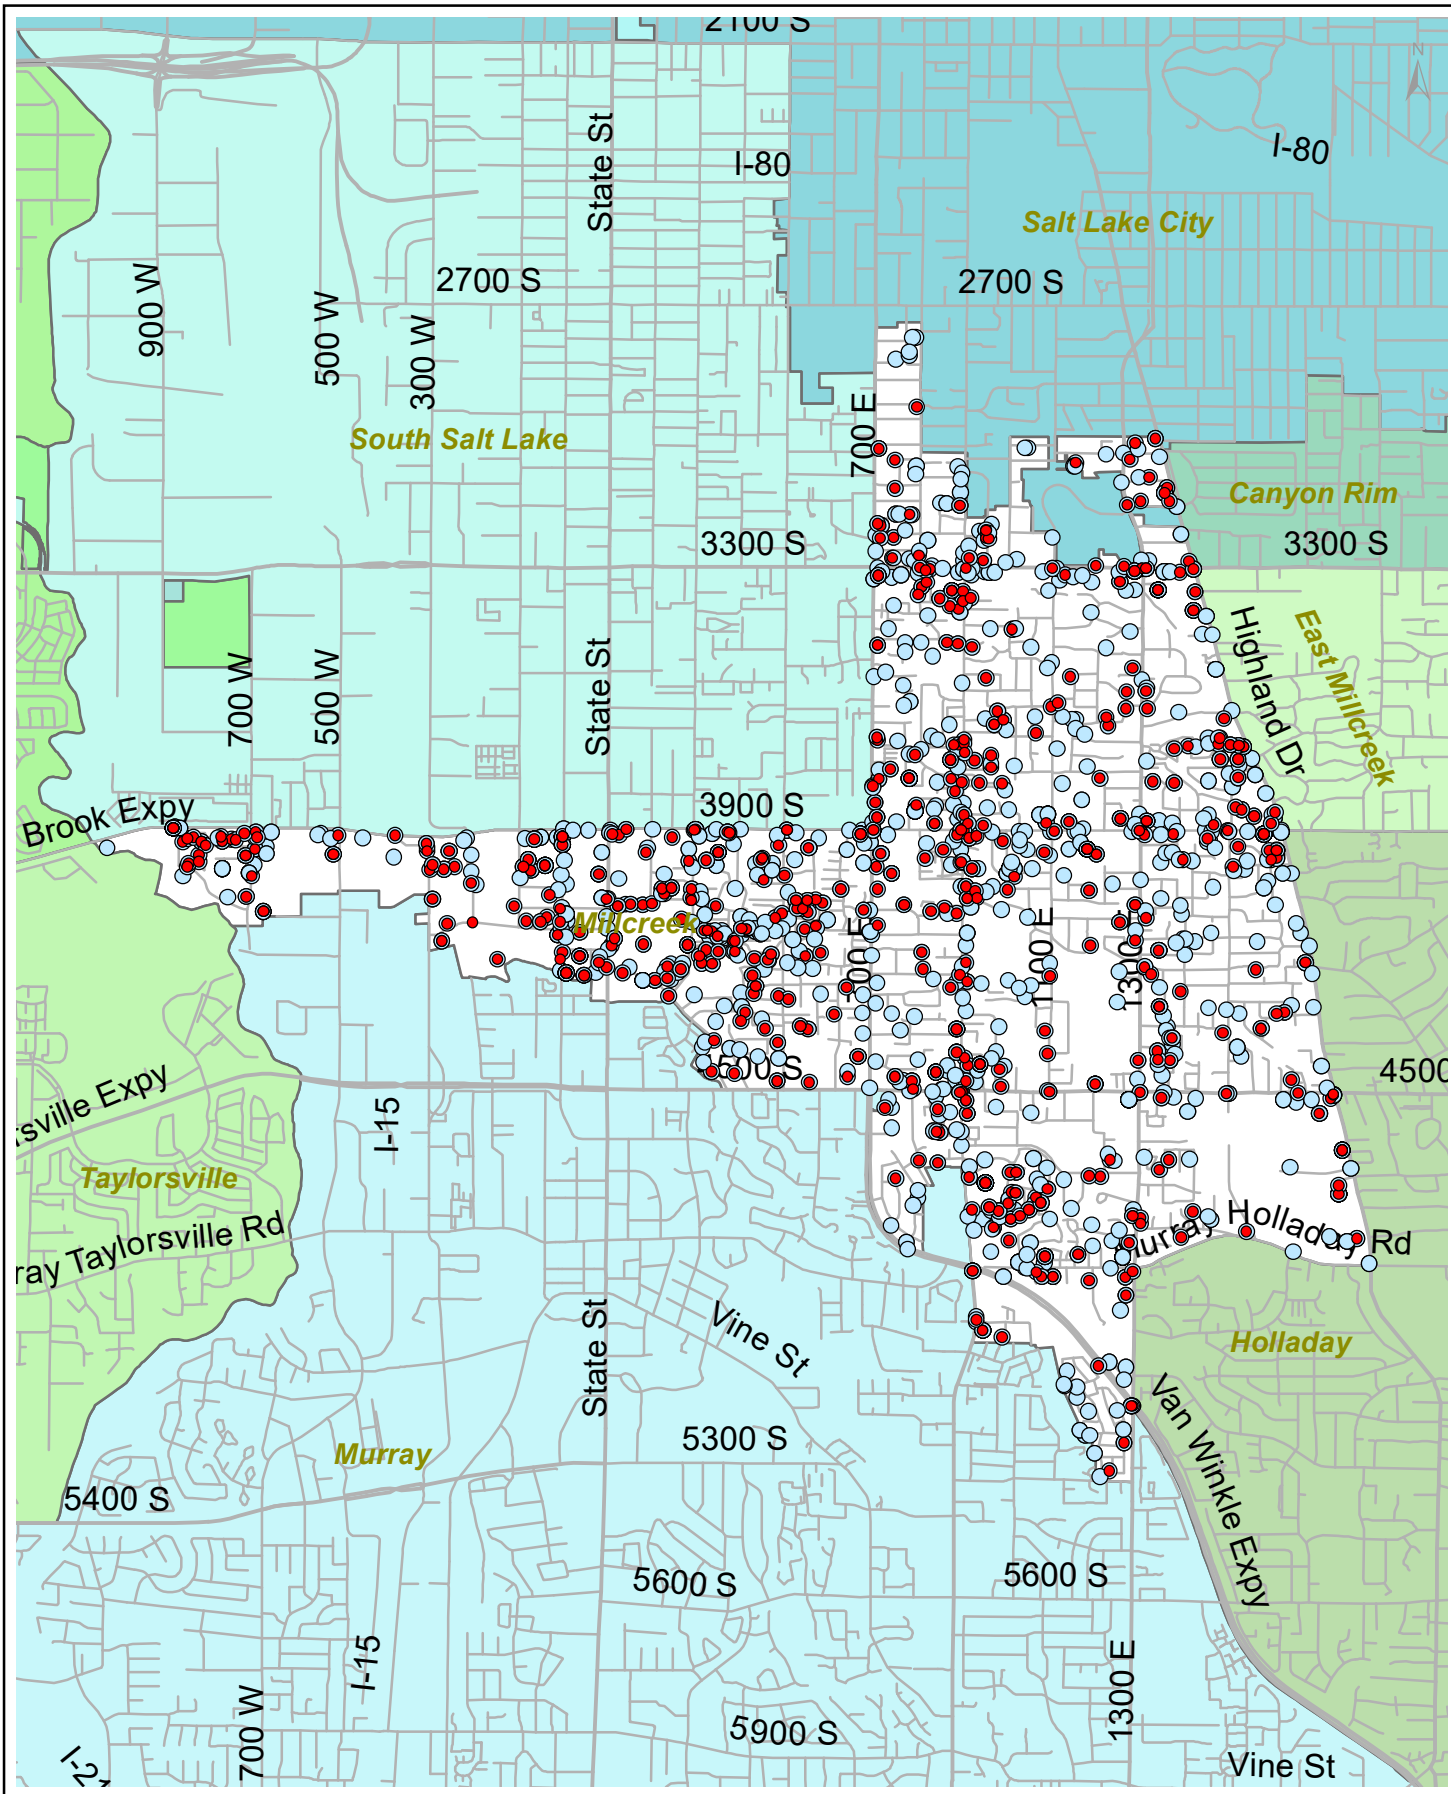 2100 S
N
State St
I-80
I-80
Salt Lake City
900 W
2700 S
2700 S
500 W
300 W
700 E
South Salt Lake
Canyon Rim
3300 S
3300 S
Highland Dr
East Millcreek
State St
700 W
500 W
3900 S
Brook Expy
Millcreek
1100 E
1300 E
4500
rsville Expy
I-15
Taylorsville
ray Taylorsville Rd
Murray Holladay Rd
State St
Vine St
Holladay
Van Winkle Expy
5300 S
Murray
5400 S
5600 S
5600 S
I-15
1300 E
700 W
5900 S
Vine St